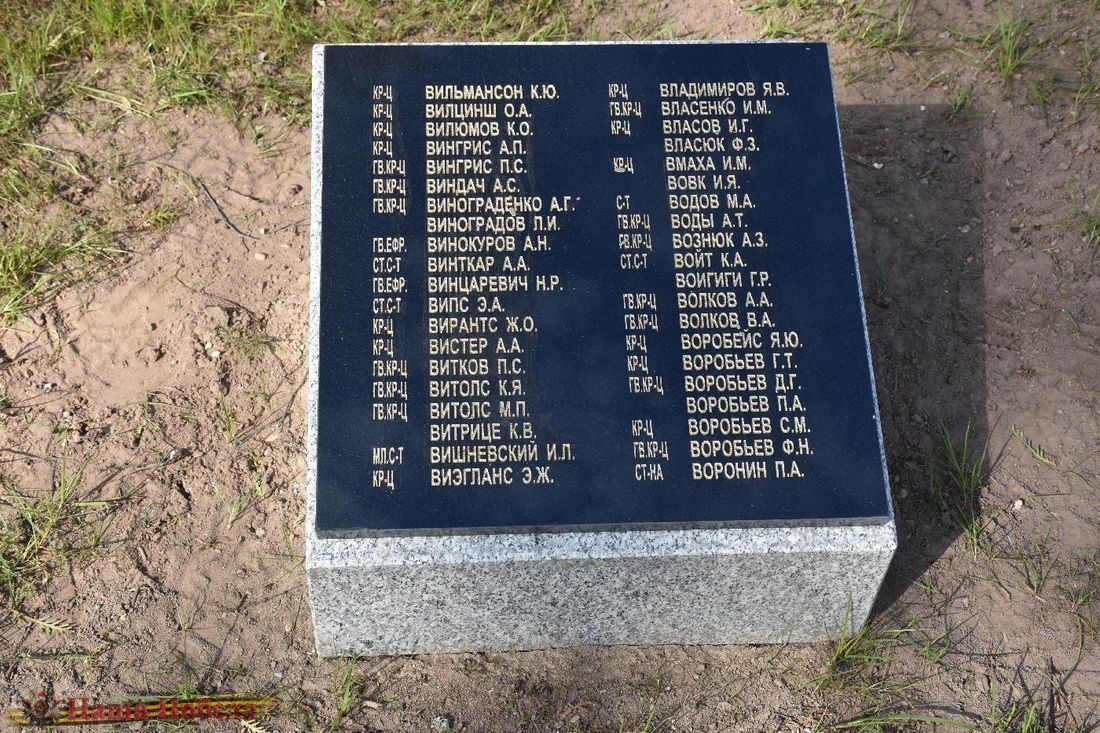 КР-Ц ВИЛЬМАНСОН К.Ю.
КР-Ц ВИЛЦИНШ О.А.
КР-Ц ВИЛЮМОВ К.О.
КР-Ц ВИНГРИС А.П.
ГВ.КР-Ц ВИНГРИС П.С.
ГВ.КР-Ц ВИНДАЧ А.С.
ГВ.КР-Ц ВИНОГРАДЕНКО А.Г.
ВИНОГРАДОВ Л.И.
ГВ.ЕФР. ВИНОКУРОВ А.Н.
СТ.С-Т ВИНТКАР А.А.
ГВ.ЕФР. ВИНЦАРЕВИЧ Н.Р.
СТ.С-Т ВИПС Э.А.
КР-Ц ВИРАНТС Ж.О.
КР-Ц ВИСТЕР А.А.
ГВ.КР-Ц ВИТКОВ П.С.
ГВ.КР-Ц ВИТОЛС К.Я.
ГВ.КР-Ц ВИТОЛС М.П.
ВИТРИЦЕ К.В.
МЛ.С-Т ВИШНЕВСКИЙ И.Л.
КР-Ц ВИЭГЛАНС Э.Ж.
КР-Ц ВЛАДИМИРОВ Я.В.
ГВ.КР-Ц ВЛАСЕНКО И.М.
КР-Ц ВЛАСОВ И.Г.
ВЛАСЮК Ф.З.
КР-Ц ВМАХА И.М.
ВОВК И.Я.
С-Т ВОДОВ М.А.
ГВ.КР-Ц ВОДЫ А.Т.
ГВ.КР-Ц ВОЗНЮК А.З.
СТ.С-Т ВОЙТ К.А.
ВОИГИГИ Г.Р.
ГВ.КР-Ц ВОЛКОВ А.А.
ГВ.КР-Ц ВОЛКОВ В.А.
КР-Ц ВОРОБЕЙС Я.Ю.
КР-Ц ВОРОБЬЕВ Г.Т.
ГВ.КР-Ц ВОРОБЬЕВ Д.Г.
ВОРОБЬЕВ П.А.
КР-Ц ВОРОБЬЕВ С.М.
ГВ.КР-Ц ВОРОБЬЕВ Ф.Н.
СТ-НА ВОРОНИН П.А.
Наша Победа